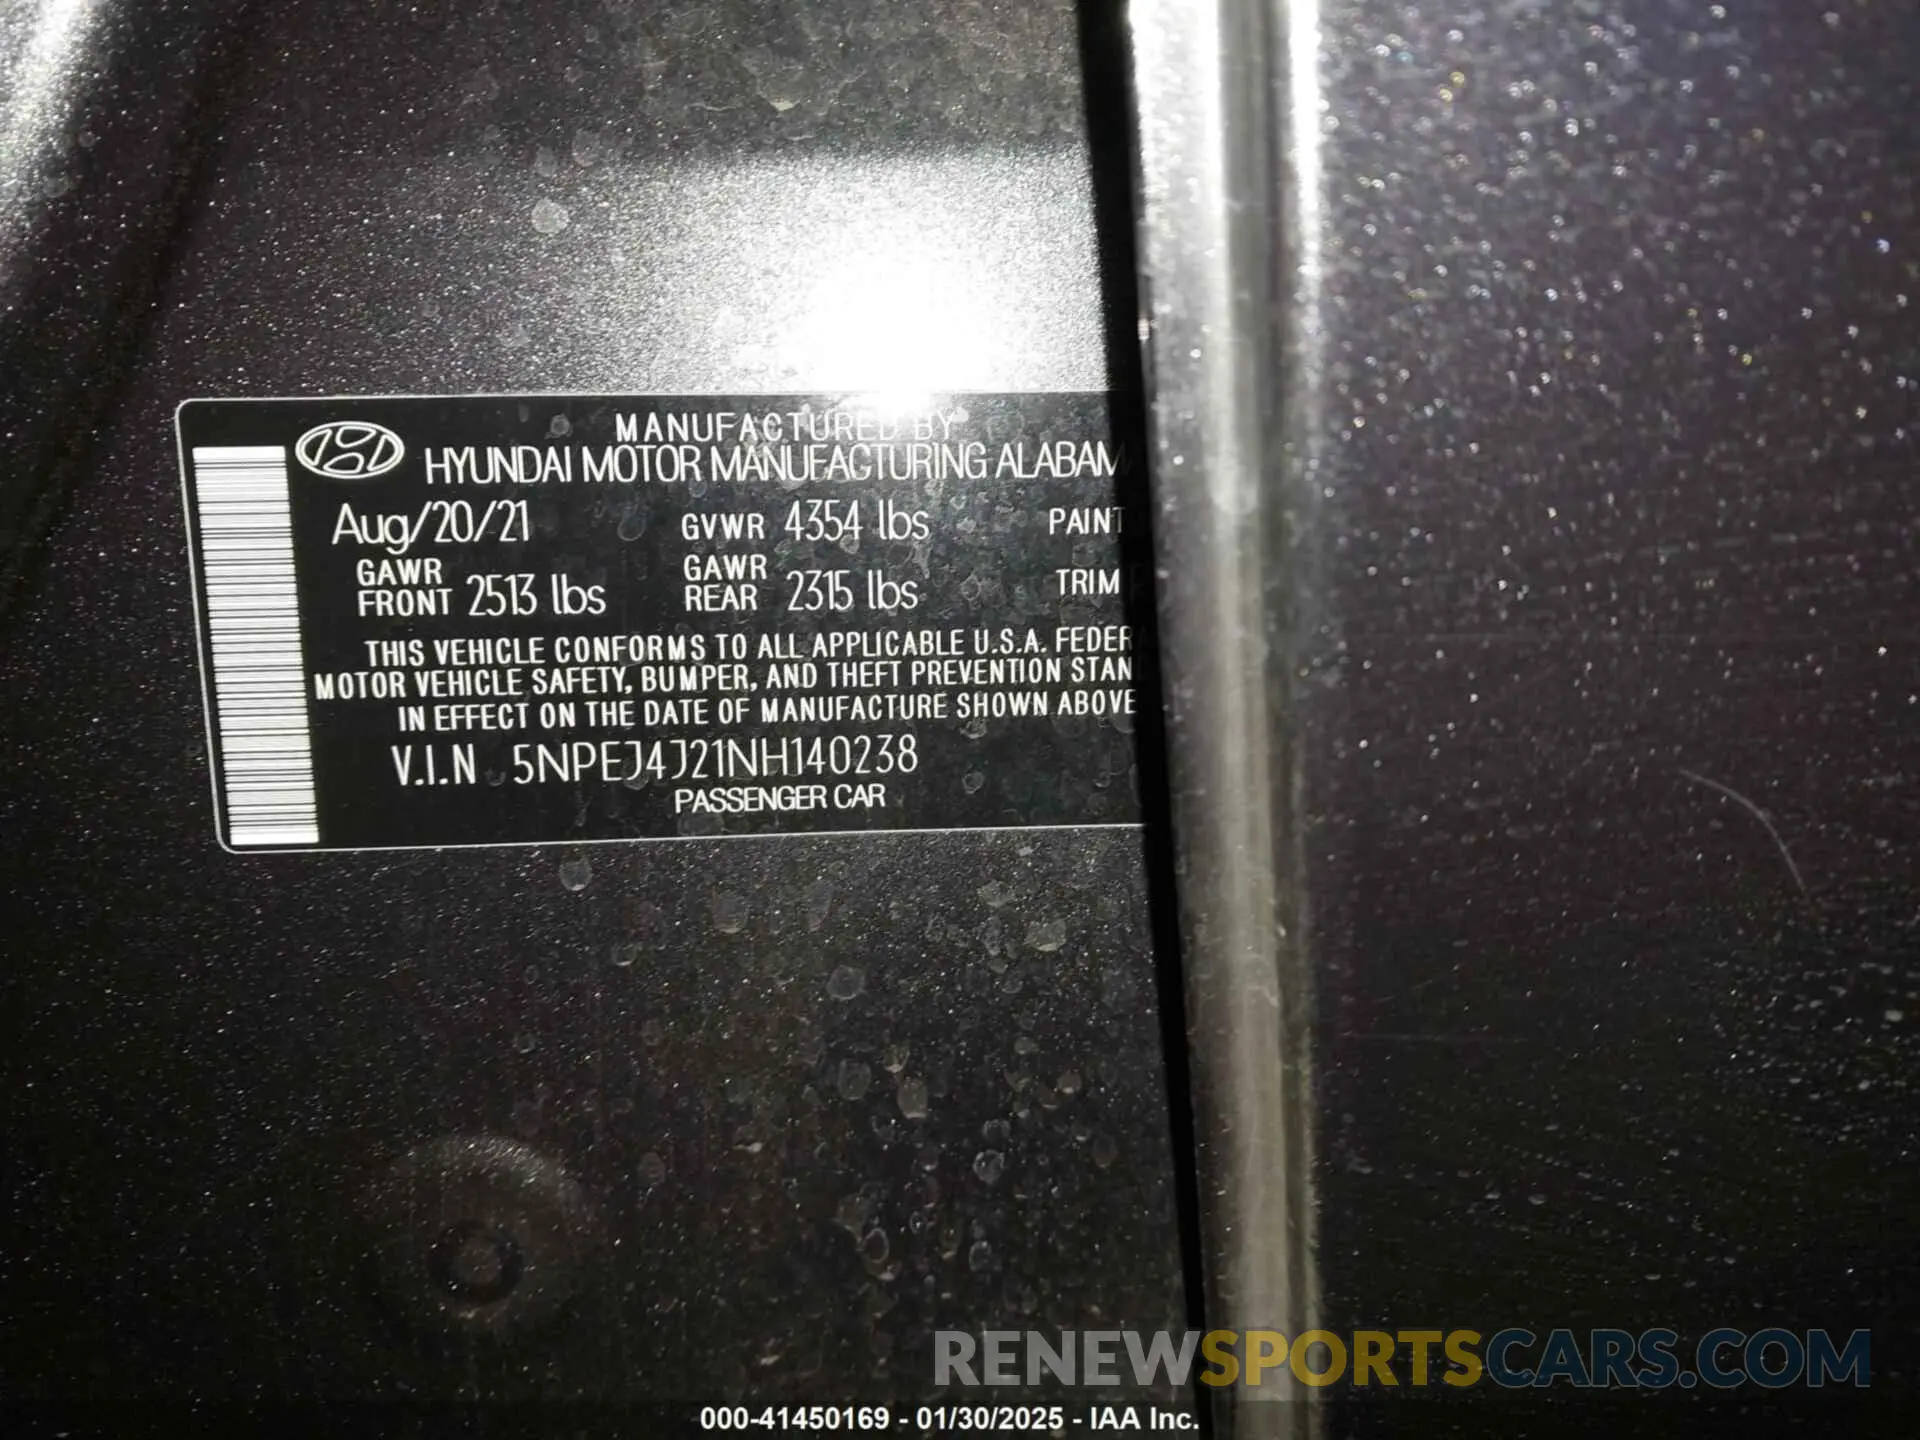 MANUFACTURED BY
HYUNDAI MOTOR MANUFACTURING ALABAM
Aug/20/21 GVWR 4354 lbs PAINT
GAWR FRONT 2513 lbs GAWR REAR 2315 lbs TRIM
THIS VEHICLE CONFORMS TO ALL APPLICABLE U.S.A. FEDER
MOTOR VEHICLE SAFETY, BUMPER, AND THEFT PREVENTION STAN
IN EFFECT ON THE DATE OF MANUFACTURE SHOWN ABOVE
V.I.N 5NPEJ4J21NH140238
PASSENGER CAR
RENEWSPORTSCARS.COM
000-41450169 - 01/30/2025 - IAA Inc.